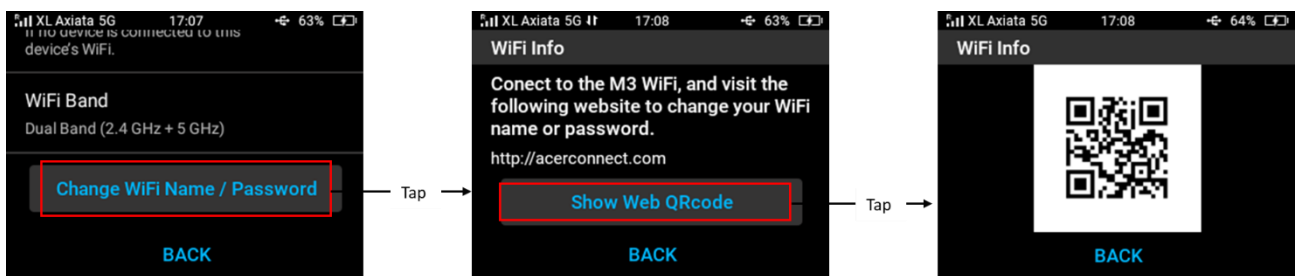 XL Axiata 5G 17:07 63%
If no device is connected to this
device's WiFi.
WiFi Band
Dual Band (2.4 GHz + 5 GHz)
Change WiFi Name / Password
BACK
Tap
XL Axiata 5G 17:08 63%
WiFi Info
Conect to the M3 WiFi, and visit the
following website to change your WiFi
name or password.
http://acerconnect.com
Show Web QRcode
BACK
Tap
XL Axiata 5G 17:08 64%
WiFi Info
BACK